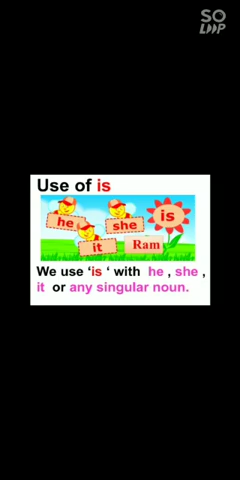 SO
LOOP
Use of is
he
she
is
it
Ram
We use ‘is ‘ with he , she ,
it or any singular noun.